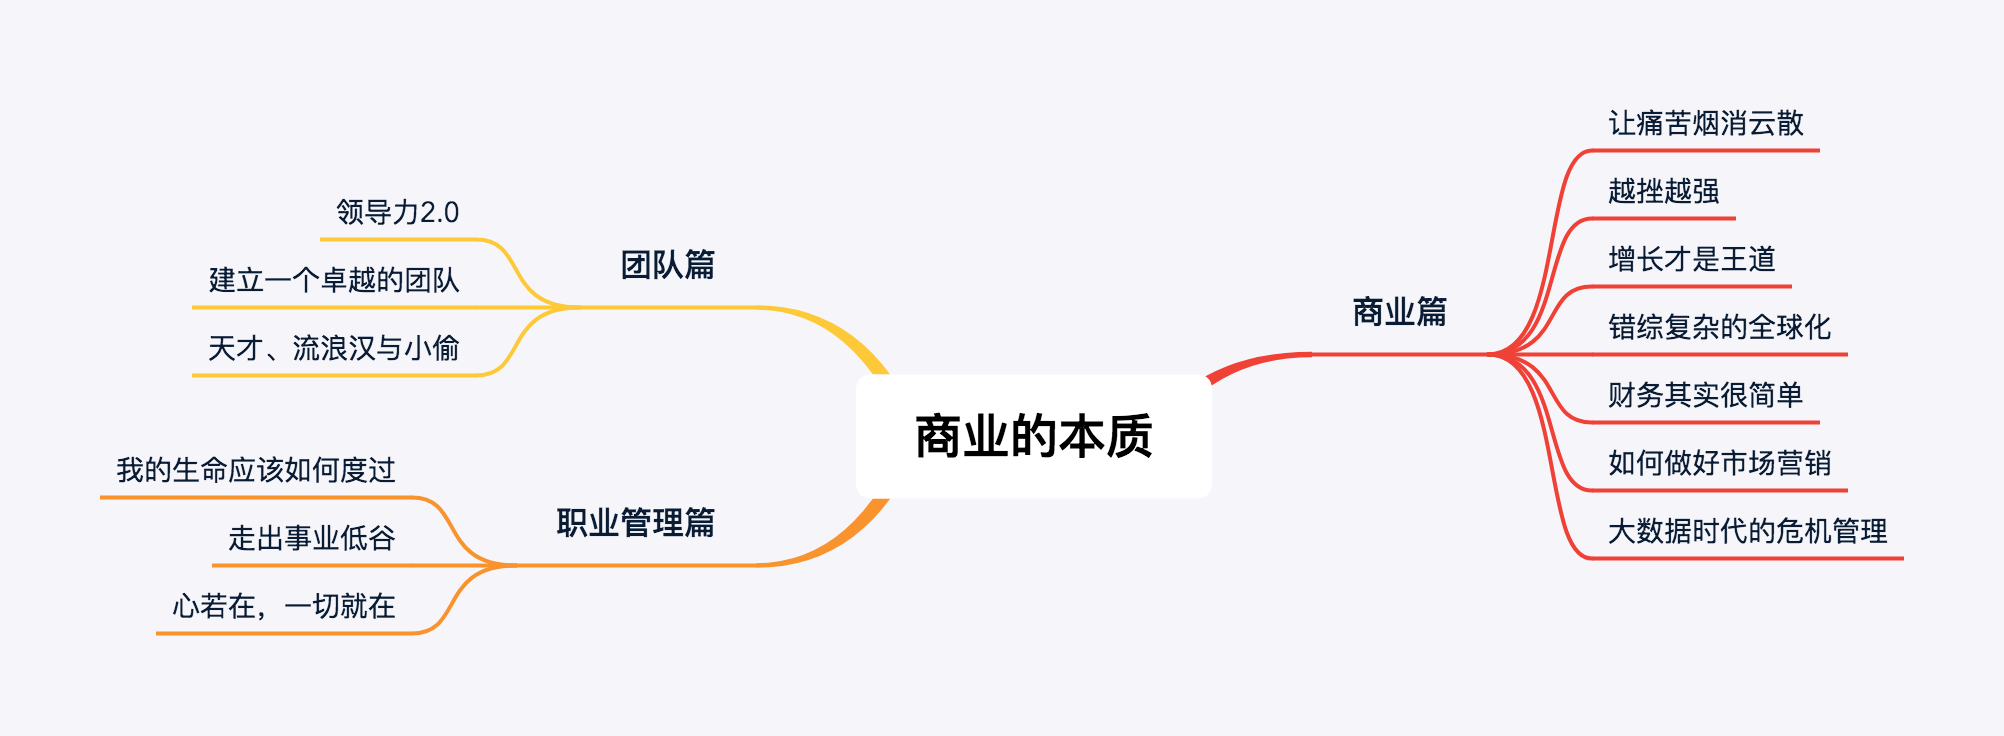 商业的本质
商业篇
让痛苦烟消云散
越挫越强
增长才是王道
错综复杂的全球化
财务其实很简单
如何做好市场营销
大数据时代的危机管理
团队篇
领导力2.0
建立一个卓越的团队
天才、流浪汉与小偷
职业管理篇
我的生命应该如何度过
走出事业低谷
心若在，一切就在